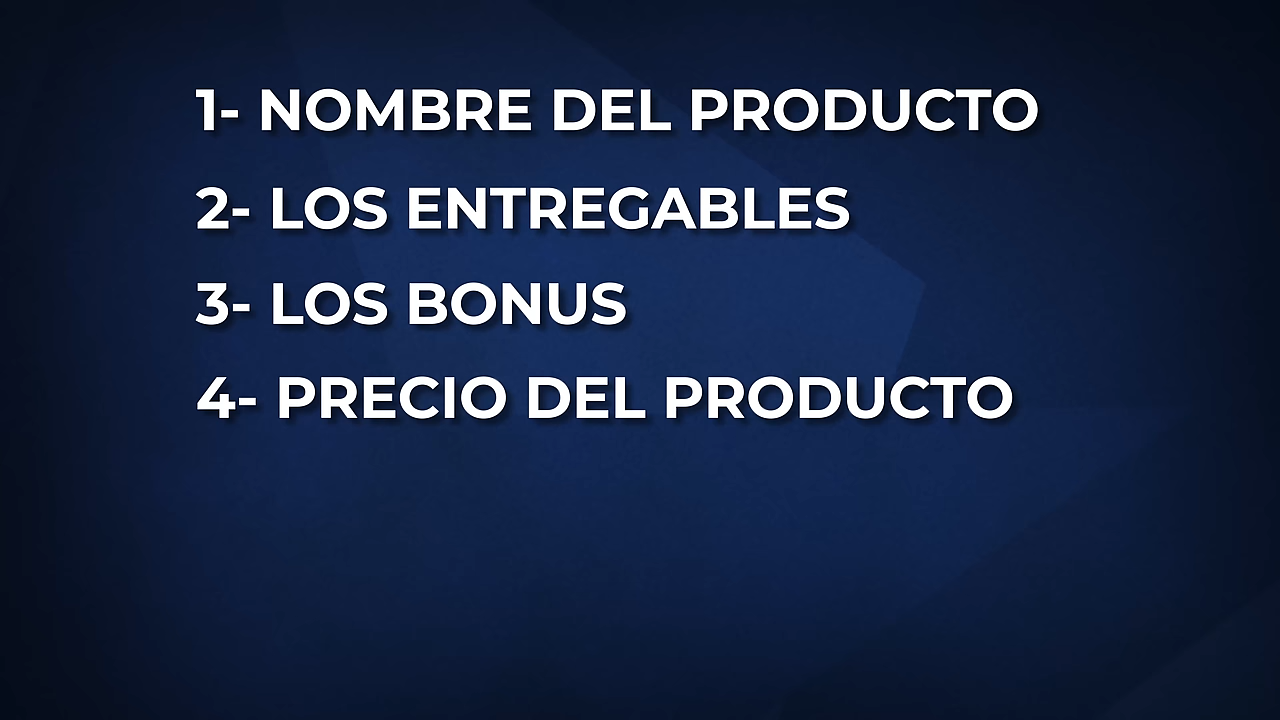 1- NOMBRE DEL PRODUCTO
2- LOS ENTREGABLES
3- LOS BONUS
4- PRECIO DEL PRODUCTO